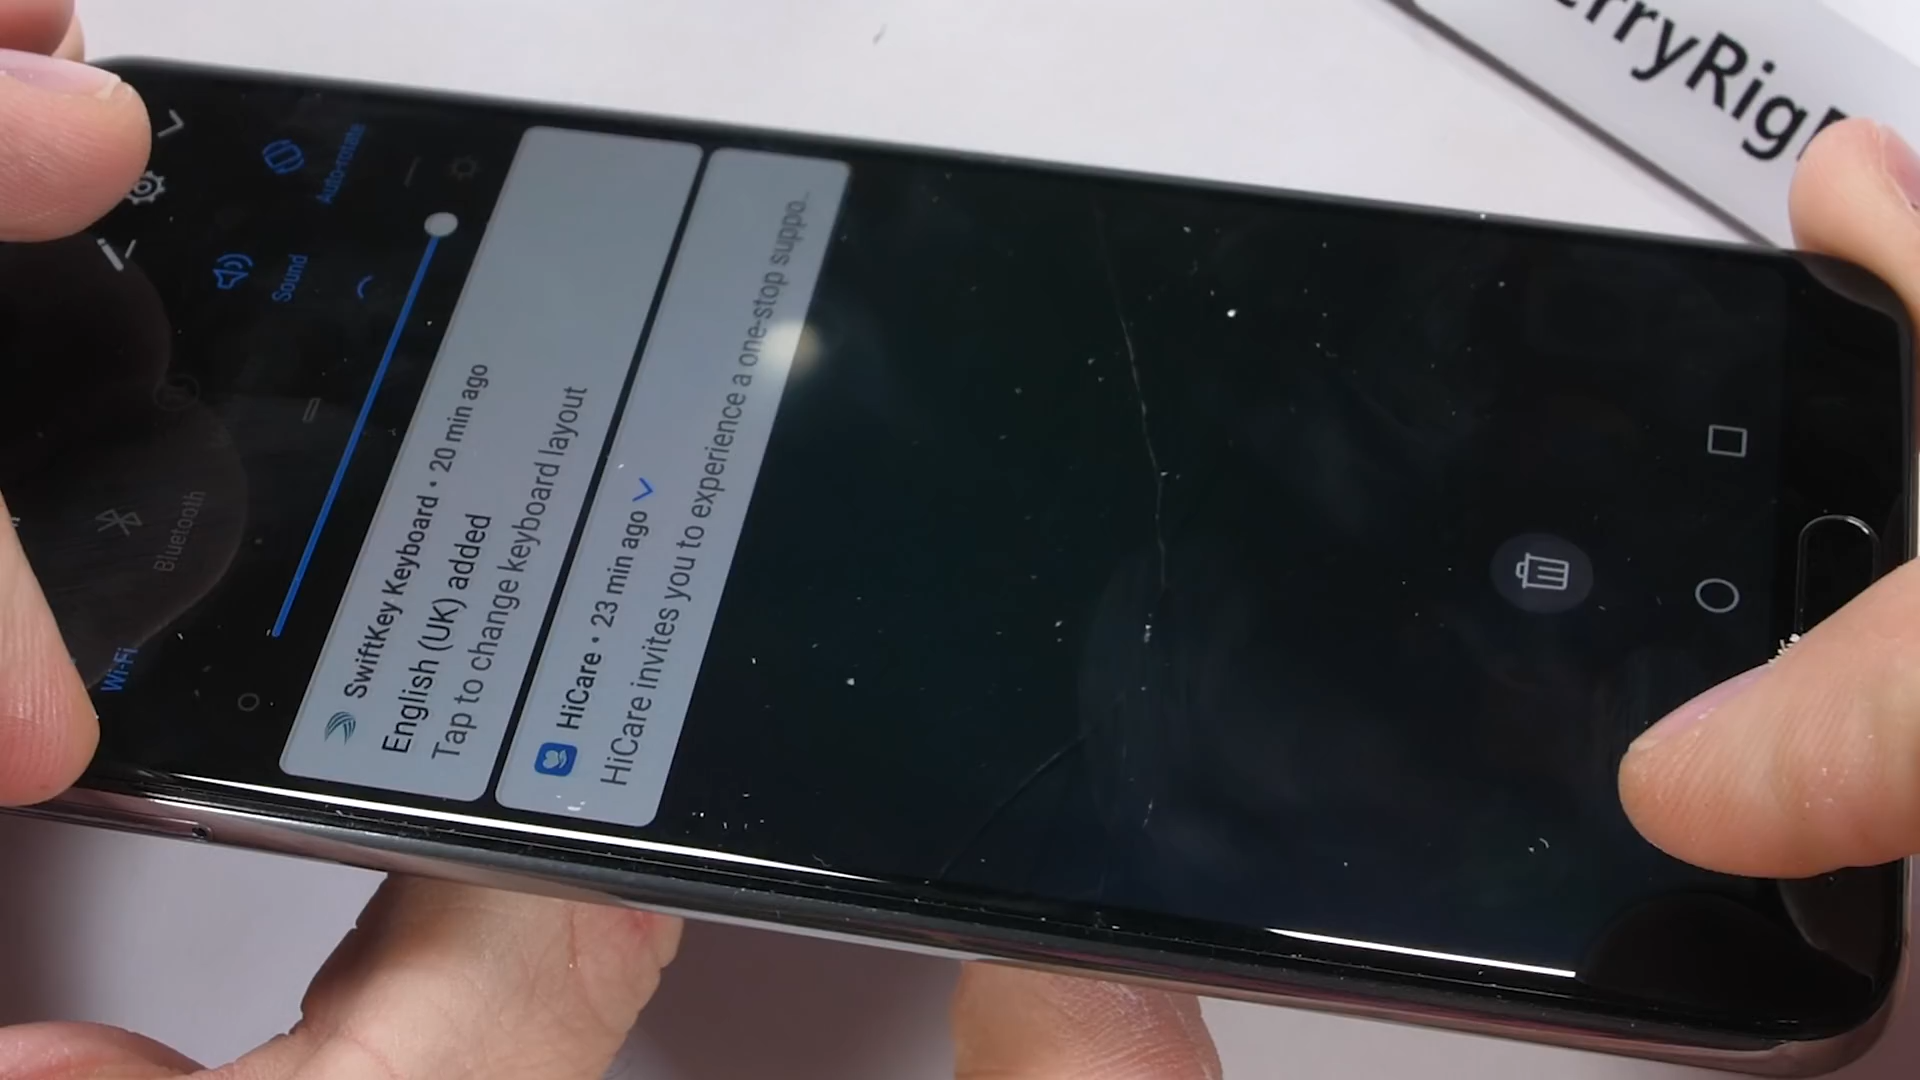 erryRig
Auto-rotate
Sound
Bluetooth
Wi-Fi
SwiftKey Keyboard • 20 min ago
English (UK) added
Tap to change keyboard layout
HiCare • 23 min ago
HiCare invites you to experience a one-stop suppo...